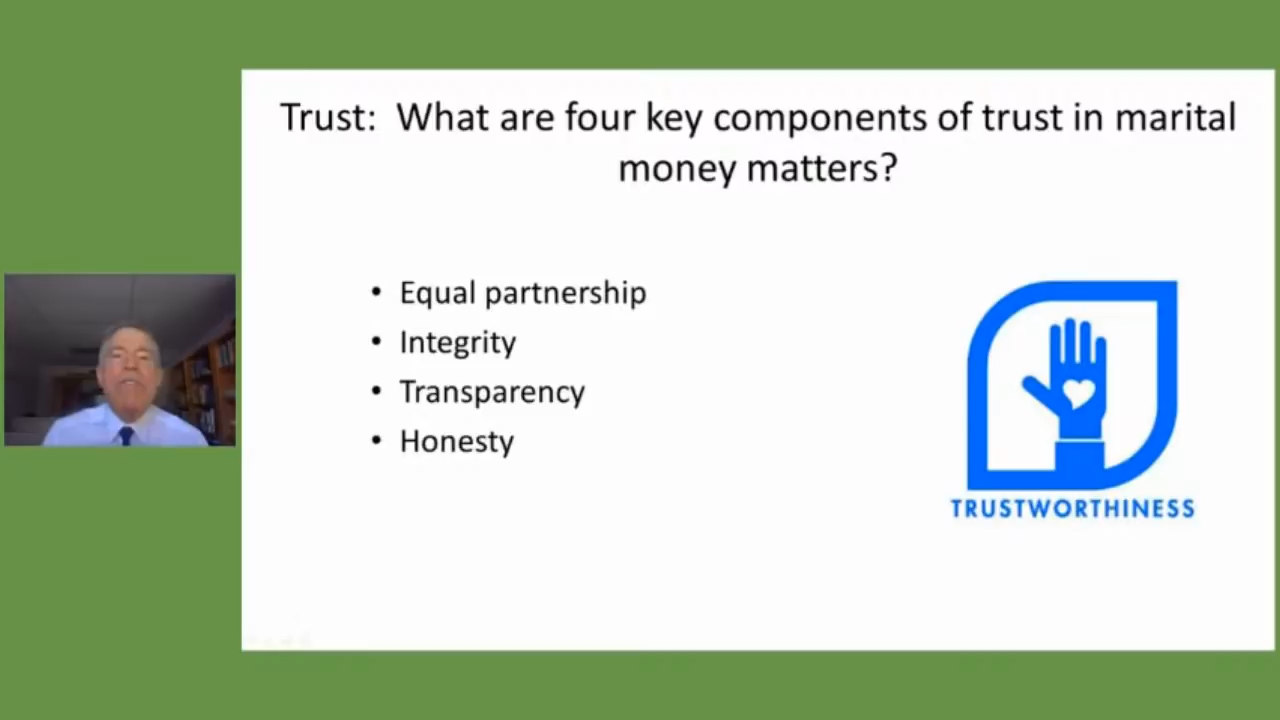 Trust:  What are four key components of trust in marital
money matters?
• Equal partnership
• Integrity
• Transparency
• Honesty
TRUSTWORTHINESS